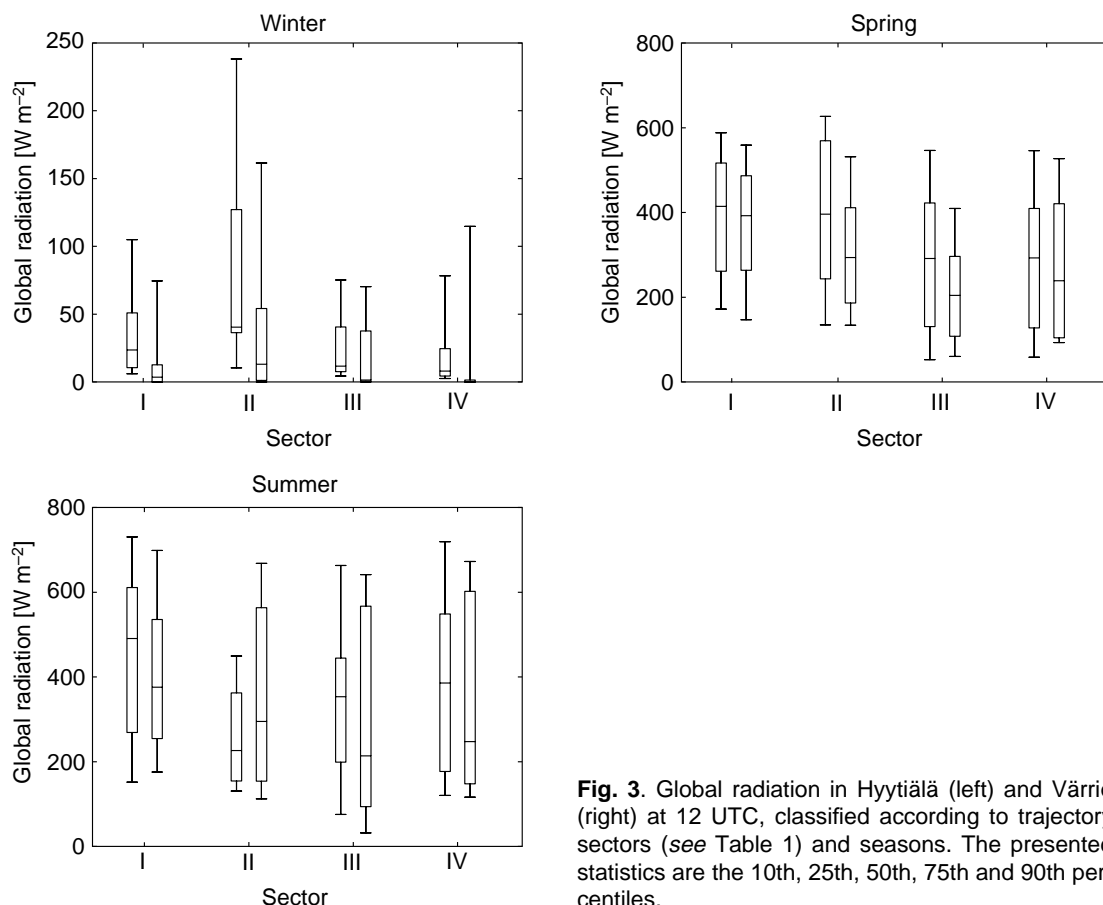 Winter
250
200
150
100
50
0
Global radiation [W m⁻²]
I II III IV
Sector
Spring
800
600
400
200
0
Global radiation [W m⁻²]
I II III IV
Sector
Summer
800
600
400
200
0
Global radiation [W m⁻²]
I II III IV
Sector
Fig. 3. Global radiation in Hyytiälä (left) and Värriö
(right) at 12 UTC, classified according to trajectory
sectors (see Table 1) and seasons. The presented
statistics are the 10th, 25th, 50th, 75th and 90th per
centiles.